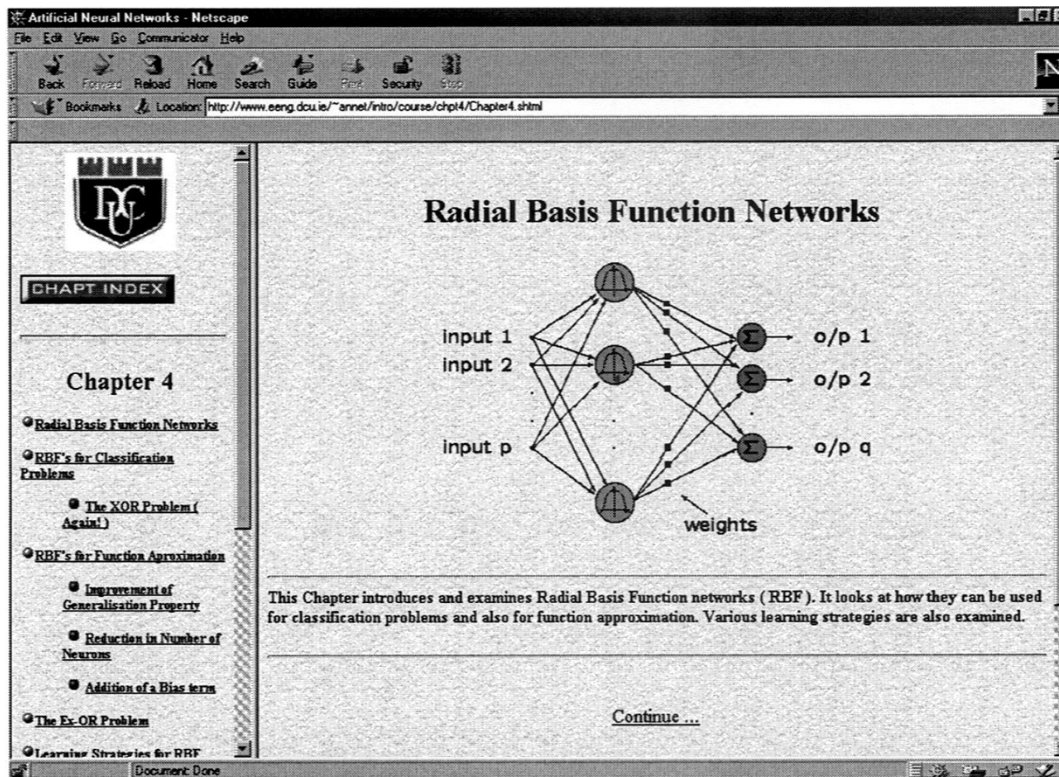 Artificial Neural Networks - Netscape
File Edit View Go Communicator Help
Back Forward Reload Home Search Guide Print Security Stop
N
Bookmarks Location: http://www.eeng.dcu.ie/~annet/intro/course/chpt4/Chapter4.shtml
DCU
CHAPT INDEX
Chapter 4
Radial Basis Function Networks
RBF's for Classification
Problems
The XOR Problem (
Again! )
RBF's for Function Aproximation
Improvement of
Generalisation Property
Reduction in Number of
Neurons
Addition of a Bias term
The Ex-OR Problem
Learning Strategies for RBF
Radial Basis Function Networks
input 1
input 2
input p
Σ o/p 1
Σ o/p 2
Σ o/p q
weights
This Chapter introduces and examines Radial Basis Function networks ( RBF ). It looks at how they can be used
for classification problems and also for function approximation. Various learning strategies are also examined.
Continue ...
Document: Done